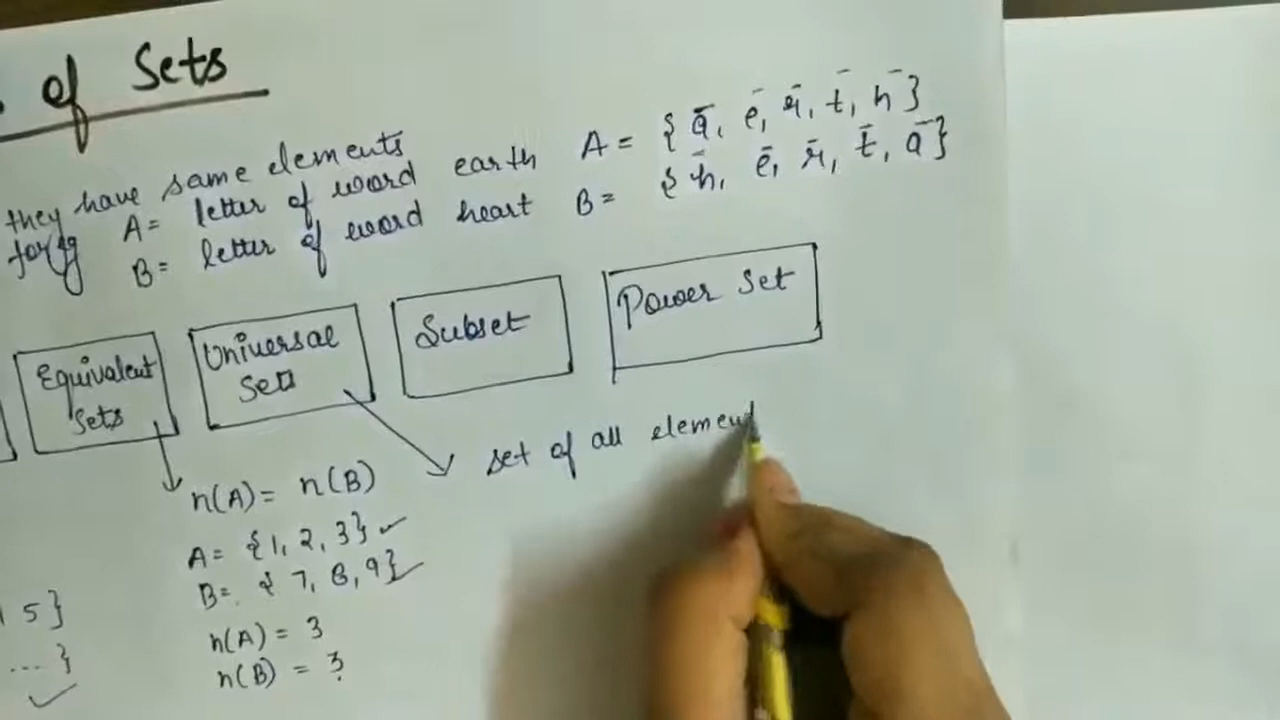 of Sets
they have same elements
for eg A = letter of word earth A = {a, e, r, t, h}
B = letter of word heart B = {h, e, r, t, a}
Equivalent Sets
Universal Set
Subset
Power Set
set of all element
n(A) = n(B)
A = {1, 2, 3}
B = {7, 8, 9}
n(A) = 3
n(B) = 3
5}
... }